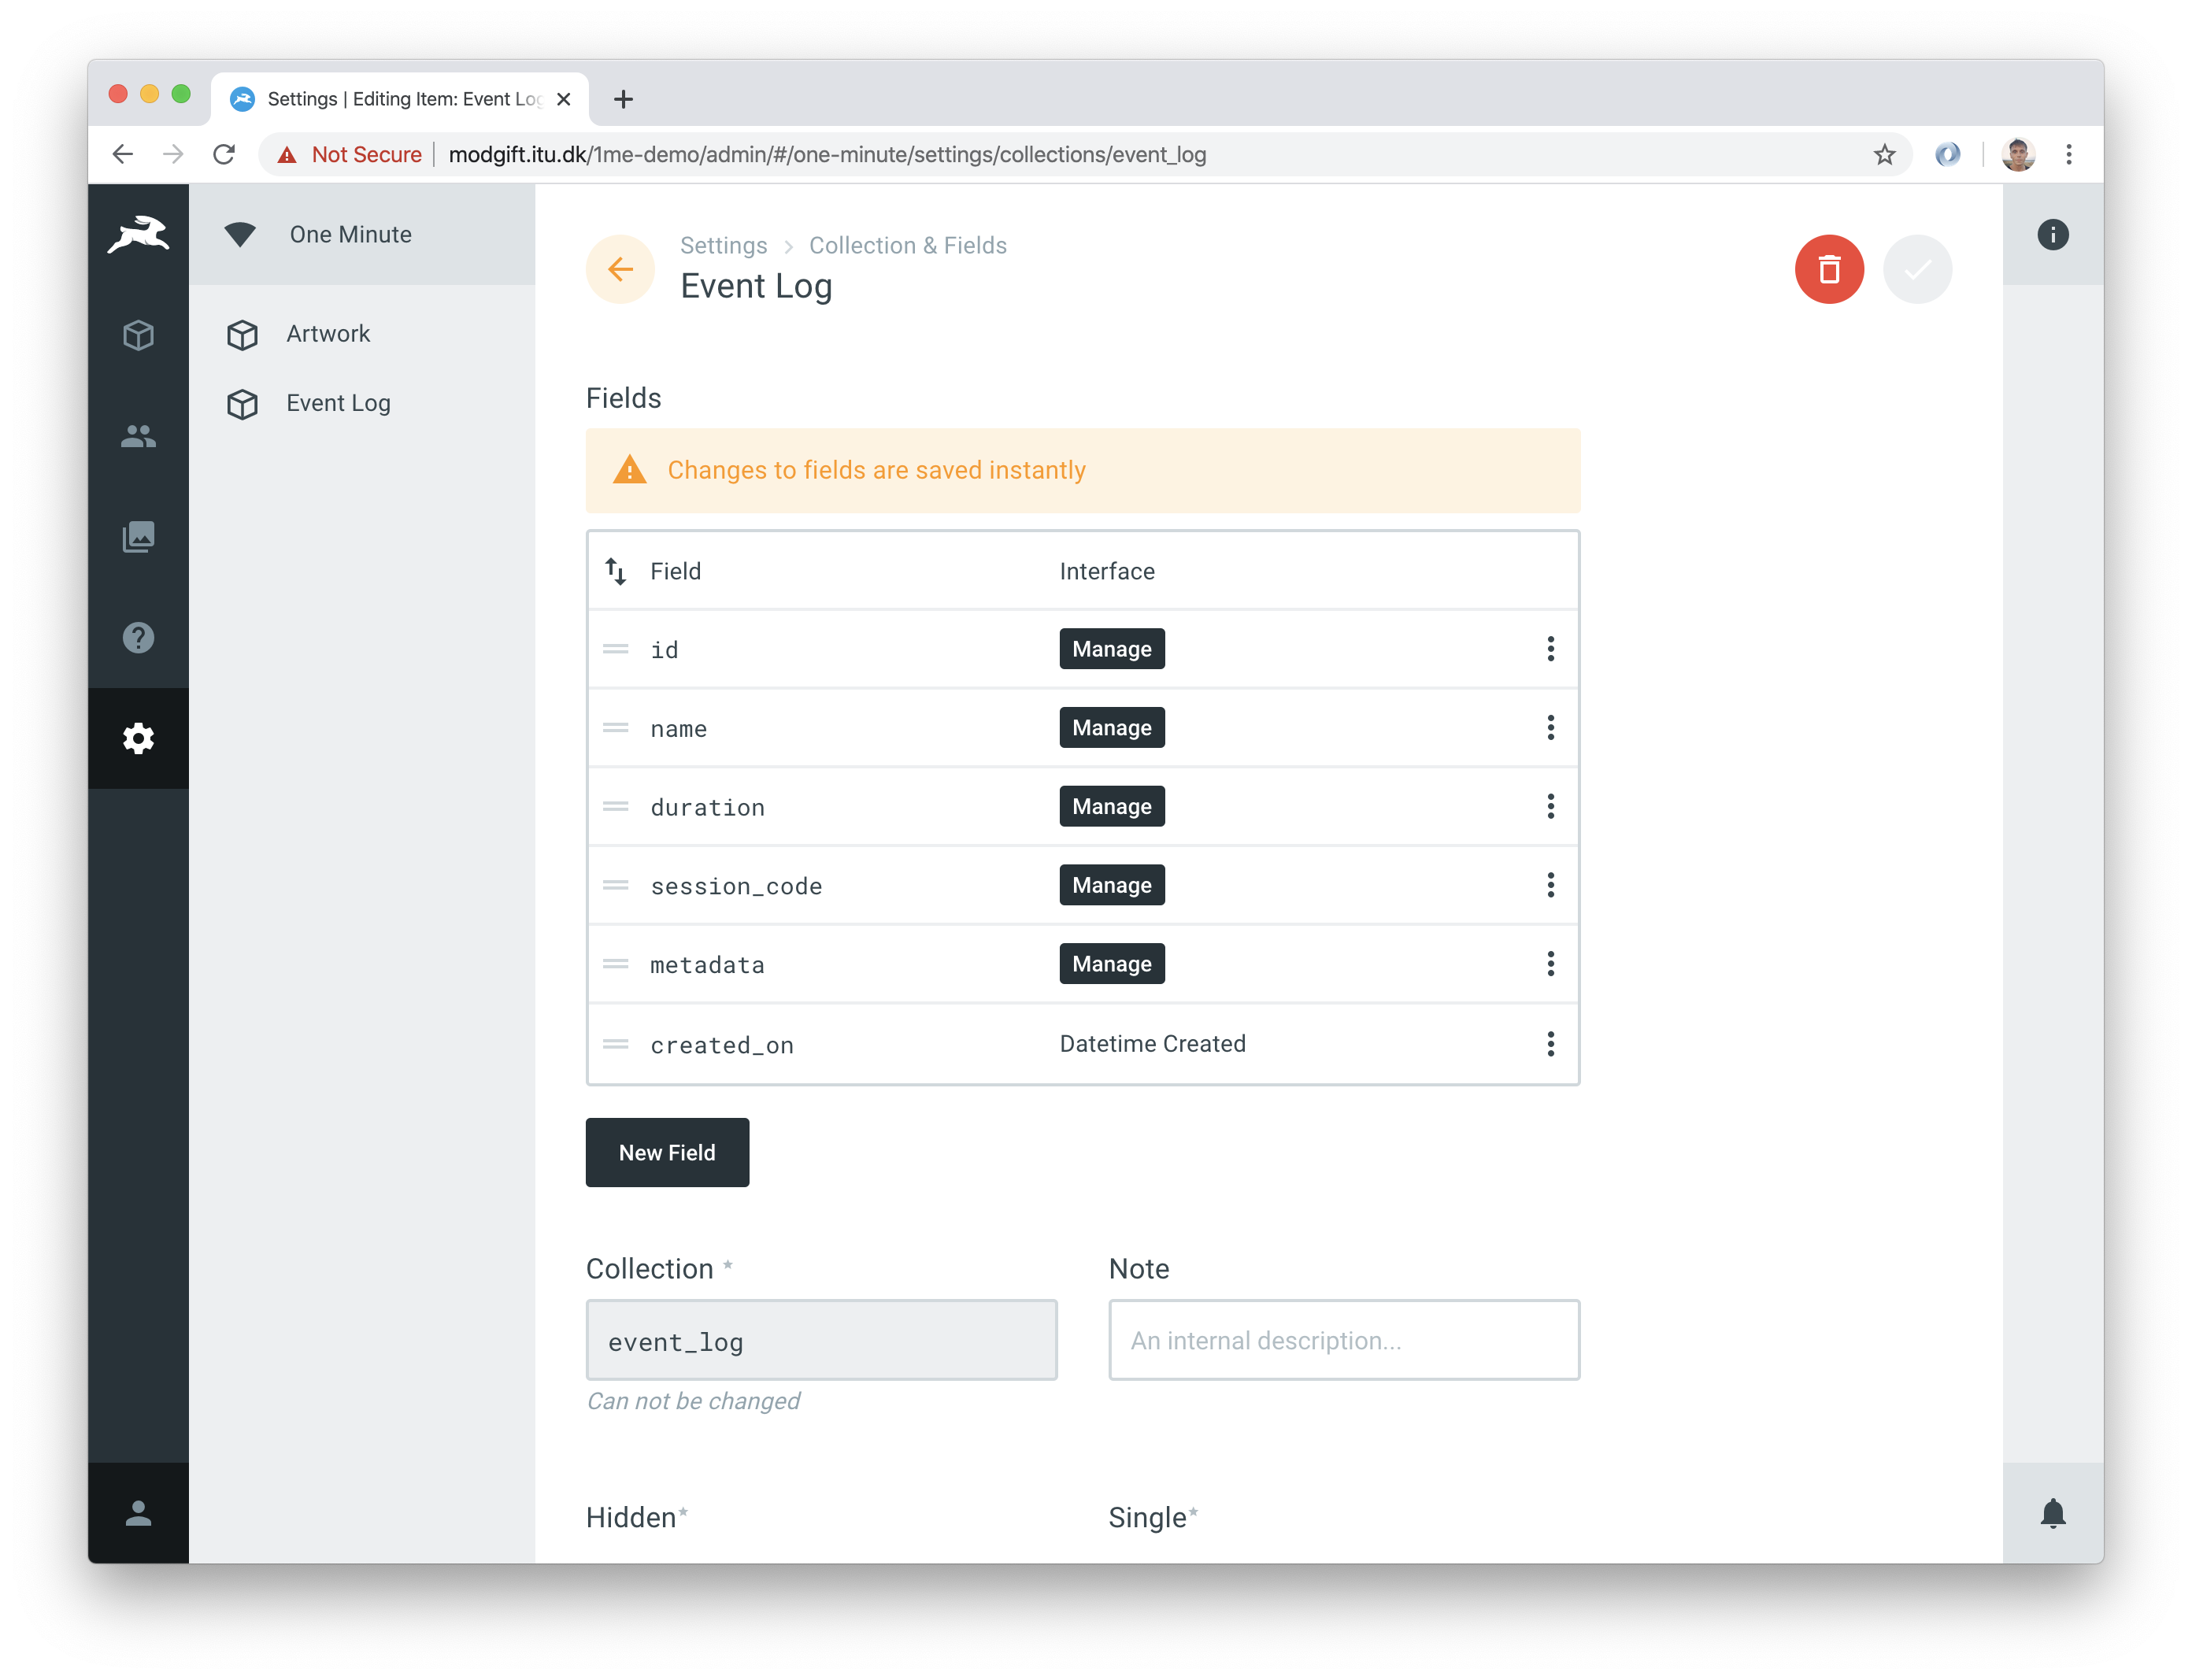 Settings | Editing Item: Event Log
Not Secure modgift.itu.dk/1me-demo/admin/#/one-minute/settings/collections/event_log
One Minute
Artwork
Event Log
Settings > Collection & Fields
Event Log
Fields
Changes to fields are saved instantly
Field Interface
id Manage
name Manage
duration Manage
session_code Manage
metadata Manage
created_on Datetime Created
New Field
Collection * Note
event_log An internal description...
Can not be changed
Hidden* Single*